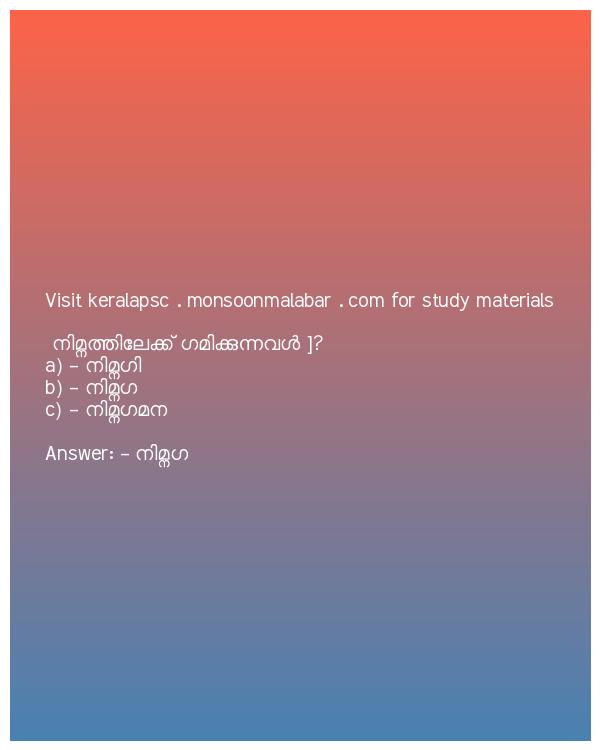 Visit keralapsc . monsoonmalabar . com for study materials
നിമ്നത്തിലേക്ക് ഗമിക്കുന്നവൾ ]?
a) - നിമ്നഗി
b) - നിമ്നഗ
c) - നിമ്നഗമന
Answer: - നിമ്നഗ